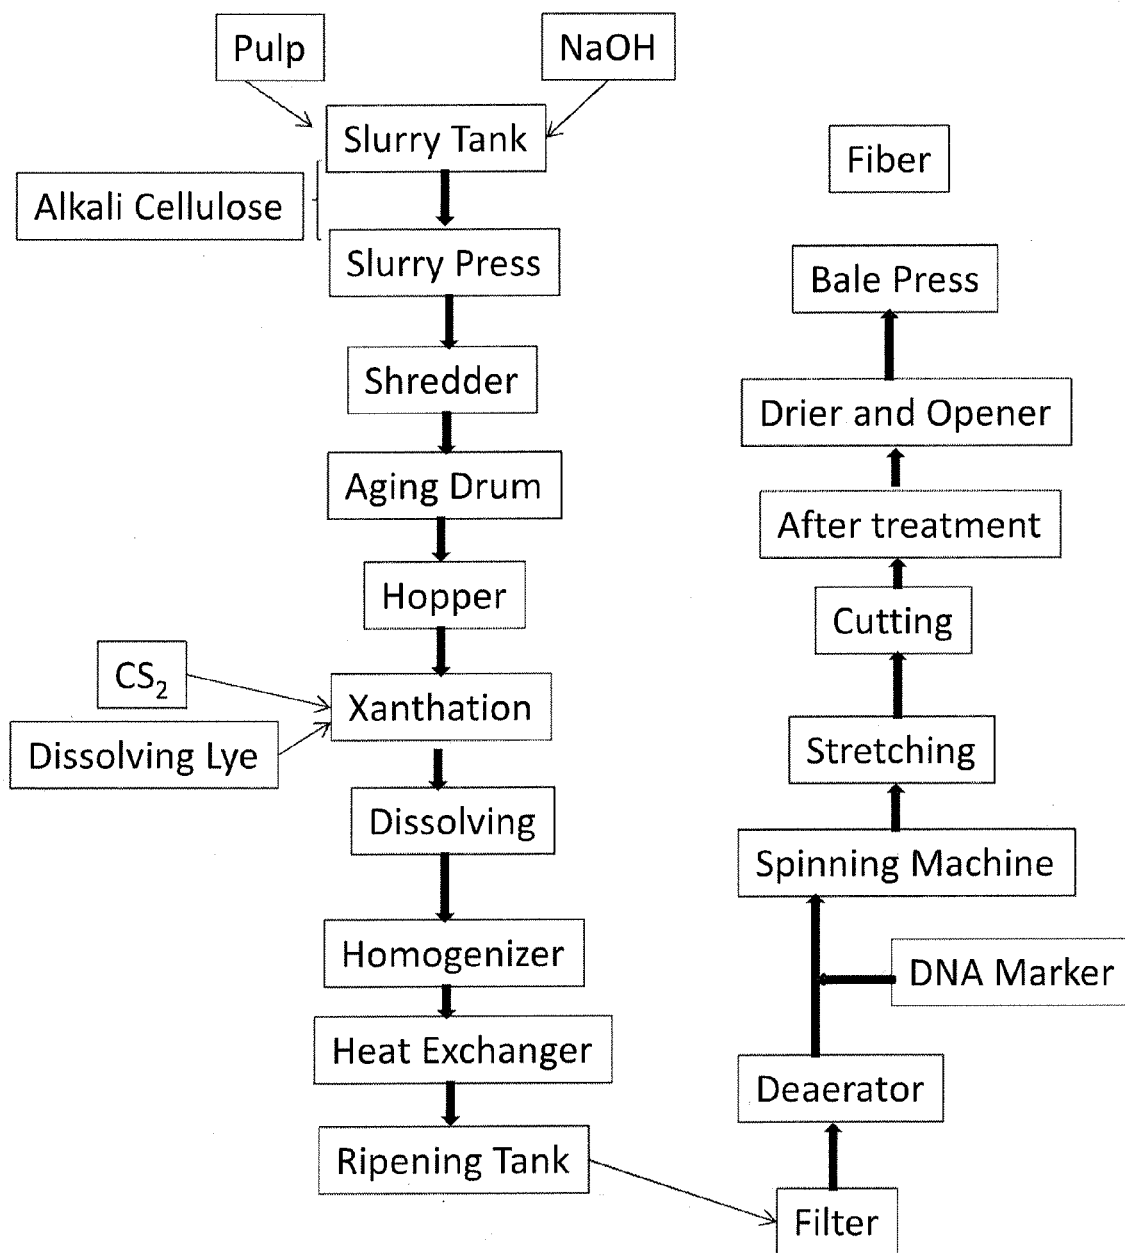 Pulp
NaOH
Slurry Tank
Alkali Cellulose
Slurry Press
Shredder
Aging Drum
Hopper
CS₂
Xanthation
Dissolving Lye
Dissolving
Homogenizer
Heat Exchanger
Ripening Tank
Fiber
Bale Press
Drier and Opener
After treatment
Cutting
Stretching
Spinning Machine
DNA Marker
Deaerator
Filter